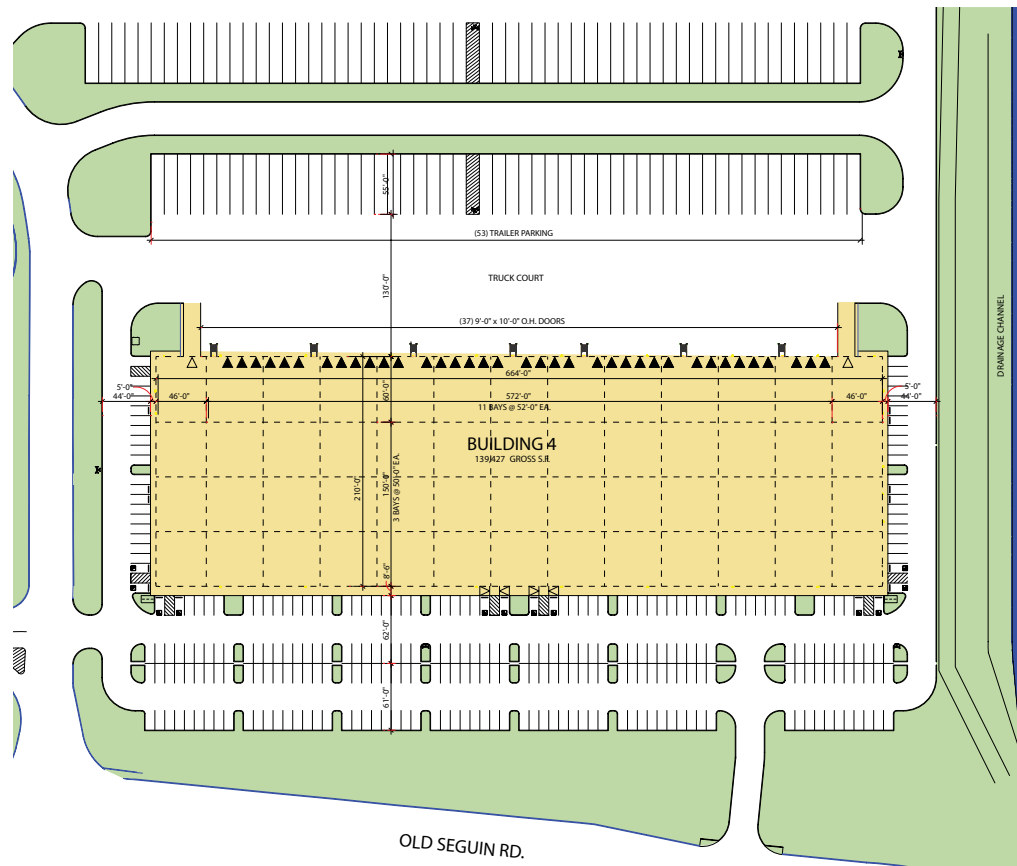 55'-0"
(53) TRAILER PARKING
TRUCK COURT
130'-0"
(37) 9'-0" x 10'-0" O.H. DOORS
DRAINAGE CHANNEL
664'-0"
5'-0"
44'-0"
46'-0"
60'-0"
572'-0"
11 BAYS @ 52'-0" EA.
46'-0"
5'-0"
44'-0"
BUILDING 4
139,427 GROSS S.F.
210'-0"
150'-0"
3 BAYS @ 50'-0" EA.
8'-6"
62'-0"
61'-0"
OLD SEGUIN RD.